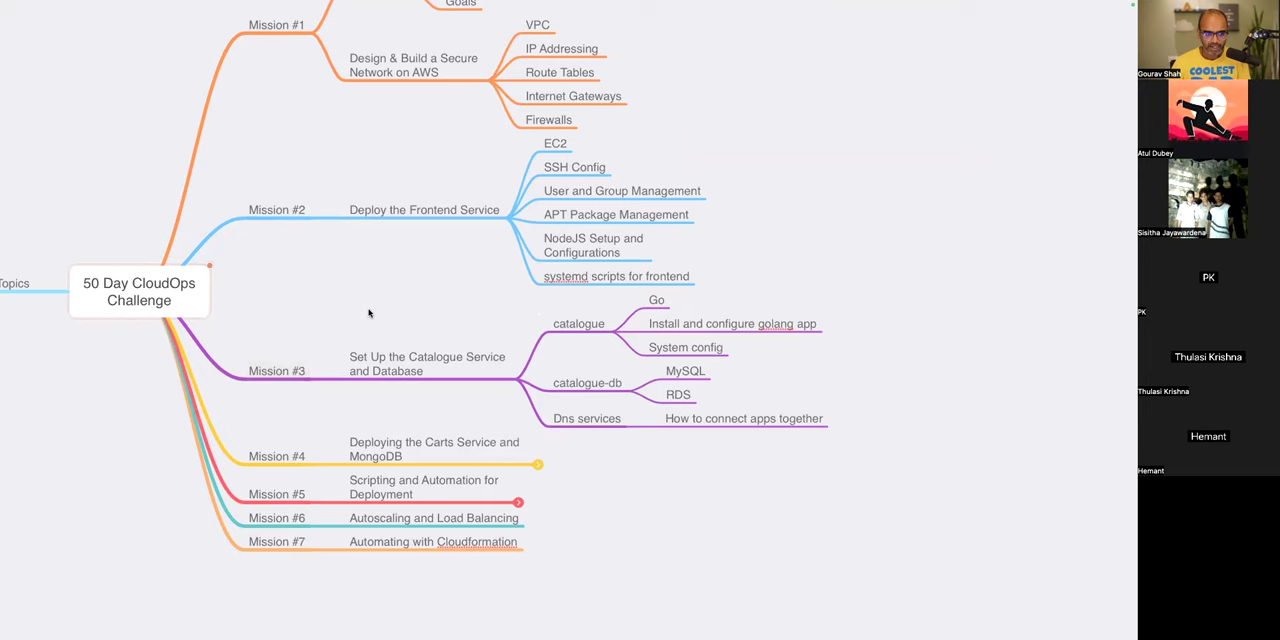 Goals
Mission #1
VPC
Design & Build a Secure
Network on AWS
IP Addressing
Route Tables
Internet Gateways
Firewalls
EC2
SSH Config
User and Group Management
Mission #2
Deploy the Frontend Service
APT Package Management
NodeJS Setup and
Configurations
systemd scripts for frontend
Topics
50 Day CloudOps
Challenge
Go
catalogue
Install and configure golang app
System config
Mission #3
Set Up the Catalogue Service
and Database
catalogue-db
MySQL
RDS
Dns services
How to connect apps together
Mission #4
Deploying the Carts Service and
MongoDB
Mission #5
Scripting and Automation for
Deployment
Mission #6
Autoscaling and Load Balancing
Mission #7
Automating with Cloudformation
COOLEST
Gourav Shah
Atul Dubey
Sisitha Jayawardena
PK
PK
Thulasi Krishna
Thulasi Krishna
Hemant
Hemant